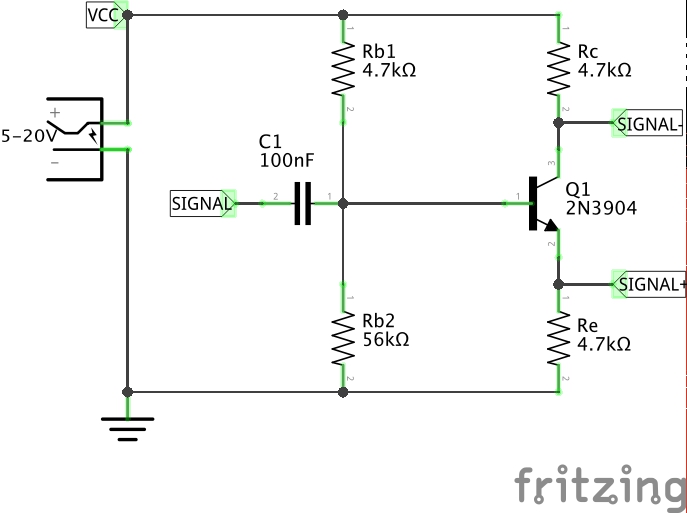 VCC
1
Rb1
4.7kΩ
2
1
Rc
4.7kΩ
2
+
5-20V
-
SIGNAL-
C1
100nF
3
SIGNAL
2
1
1
Q1
2N3904
2
SIGNAL+
1
Rb2
56kΩ
2
1
Re
4.7kΩ
2
fritzing